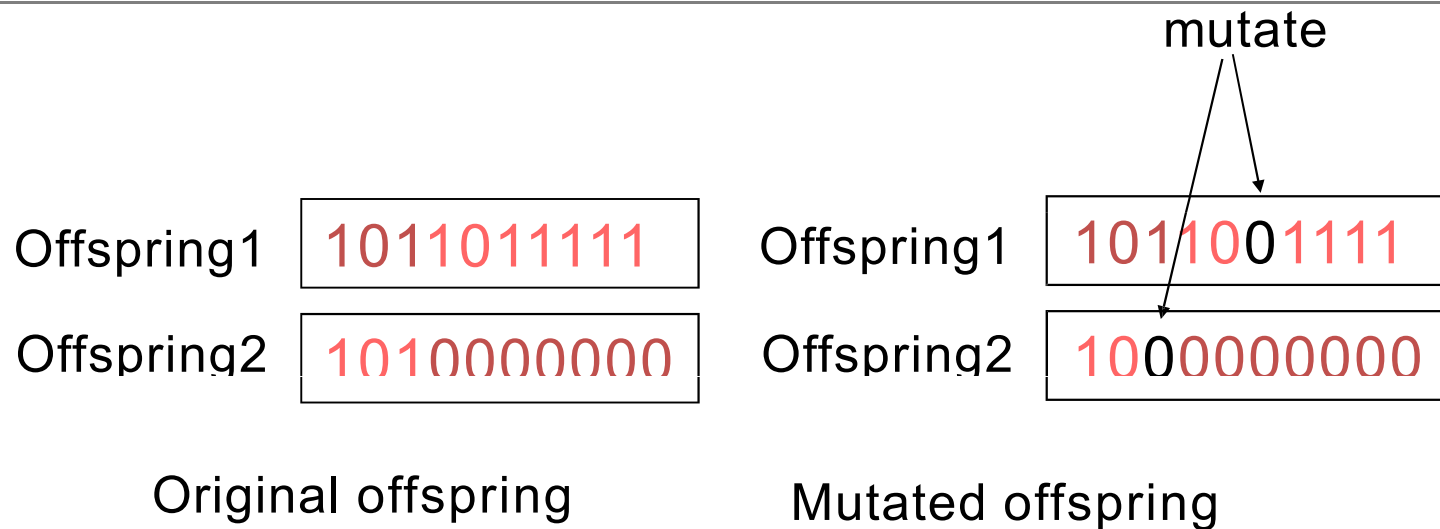 mutate
Offspring1 1011011111 Offspring1 1011001111
Offspring2 1010000000 Offspring2 1000000000
Original offspring Mutated offspring